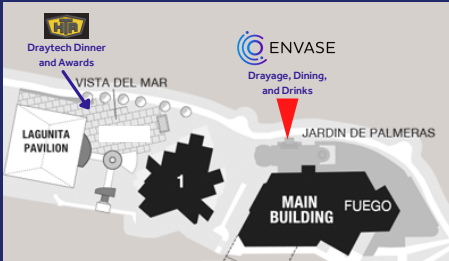 HTA
Draytech Dinner
and Awards
VISTA DEL MAR
LAGUNITA
PAVILION
1
ENVASE
Drayage, Dining,
and Drinks
JARDIN DE PALMERAS
MAIN
BUILDING
FUEGO